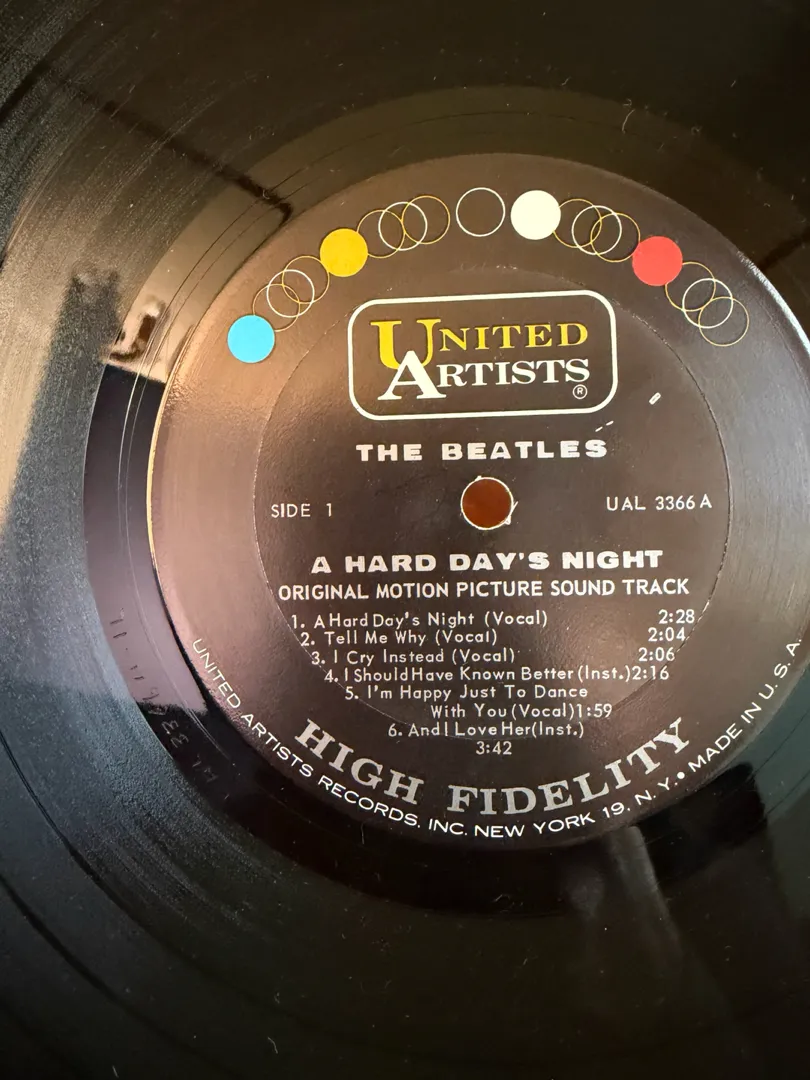 UNITED
ARTISTS®
THE BEATLES
SIDE 1
UAL 3366 A
A HARD DAY'S NIGHT
ORIGINAL MOTION PICTURE SOUND TRACK
1. A Hard Day's Night (Vocal) 2:28
2. Tell Me Why (Vocal) 2:04
3. I Cry Instead (Vocal) 2:06
4. I Should Have Known Better (Inst.) 2:16
5. I'm Happy Just To Dance
With You (Vocal) 1:59
6. And I Love Her (Inst.)
3:42
HIGH FIDELITY
UNITED ARTISTS RECORDS, INC. NEW YORK 19, N. Y. • MADE IN U. S. A.